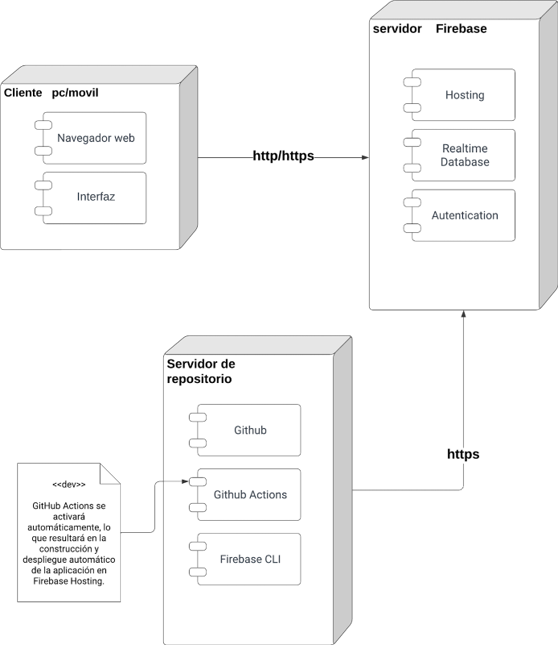 servidor Firebase
Hosting
Realtime
Database
Autentication
Cliente pc/movil
Navegador web
Interfaz
http/https
Servidor de
repositorio
Github
Github Actions
Firebase CLI
https
<<dev>>
GitHub Actions se
activará
automáticamente, lo
que resultará en la
construcción y
despliegue automático
de la aplicación en
Firebase Hosting.